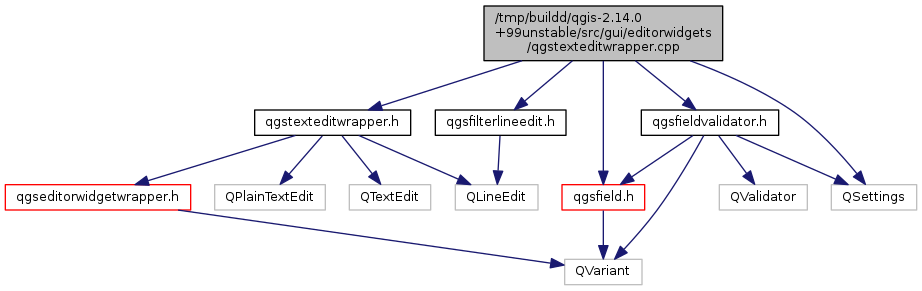 /tmp/buildd/qgis-2.14.0
+99unstable/src/gui/editorwidgets
/qgstexteditwrapper.cpp
qgstexteditwrapper.h
qgsfilterlineedit.h
qgsfieldvalidator.h
qgseditorwidgetwrapper.h
QPlainTextEdit
QTextEdit
QLineEdit
qgsfield.h
QValidator
QSettings
QVariant